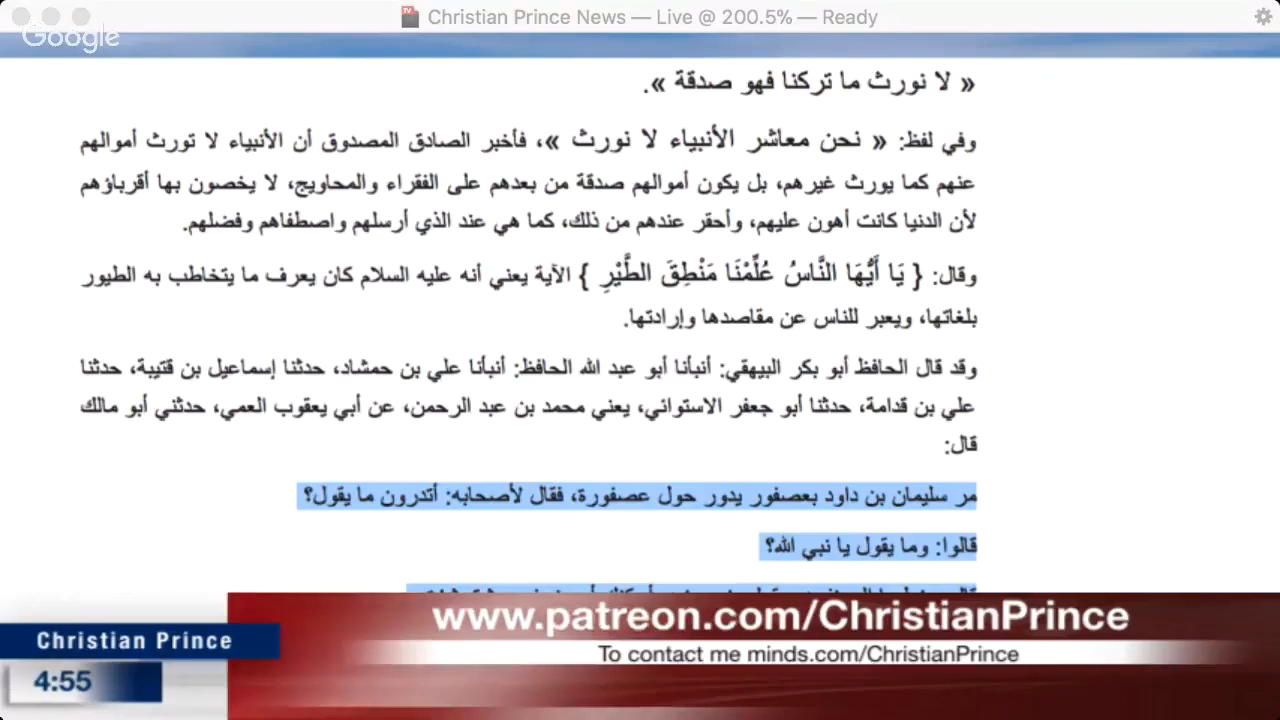 Christian Prince News — Live @ 200.5% — Ready
Google
« لا نورث ما تركنا فهو صدقة ».
وفي لفظ: « نحن معاشر الأنبياء لا نورث »، فأخبر الصادق المصدوق أن الأنبياء لا تورث أموالهم
عنهم كما يورث غيرهم، بل يكون أموالهم صدقة من بعدهم على الفقراء والمحاويج، لا يخصون بها أقرباؤهم
لأن الدنيا كانت أهون عليهم، وأحقر عندهم من ذلك، كما هي عند الذي أرسلهم واصطفاهم وفضلهم.
وقال: { يَا أَيُّهَا النَّاسُ عُلِّمْنَا مَنْطِقَ الطَّيْرِ } الآية يعني أنه عليه السلام كان يعرف ما يتخاطب به الطيور
بلغاتها، ويعبر للناس عن مقاصدها وإرادتها.
وقد قال الحافظ أبو بكر البيهقي: أنبأنا أبو عبد الله الحافظ: أنبأنا علي بن حمشاد، حدثنا إسماعيل بن قتيبة، حدثنا
علي بن قدامة، حدثنا أبو جعفر الاستوائي، يعني محمد بن عبد الرحمن، عن أبي يعقوب العمي، حدثني أبو مالك
قال:
مر سليمان بن داود بعصفور يدور حول عصفورة، فقال لأصحابه: أتدرون ما يقول؟
قالوا: وما يقول يا نبي الله؟
www.patreon.com/ChristianPrince
Christian Prince
To contact me minds.com/ChristianPrince
4:55